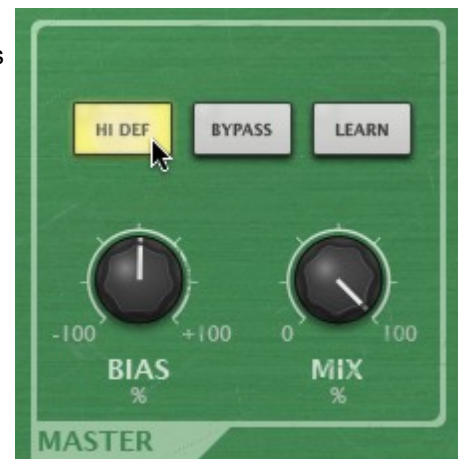 s
HI DEF BYPASS LEARN
-100 +100 0 100
BIAS MIX
% %
MASTER